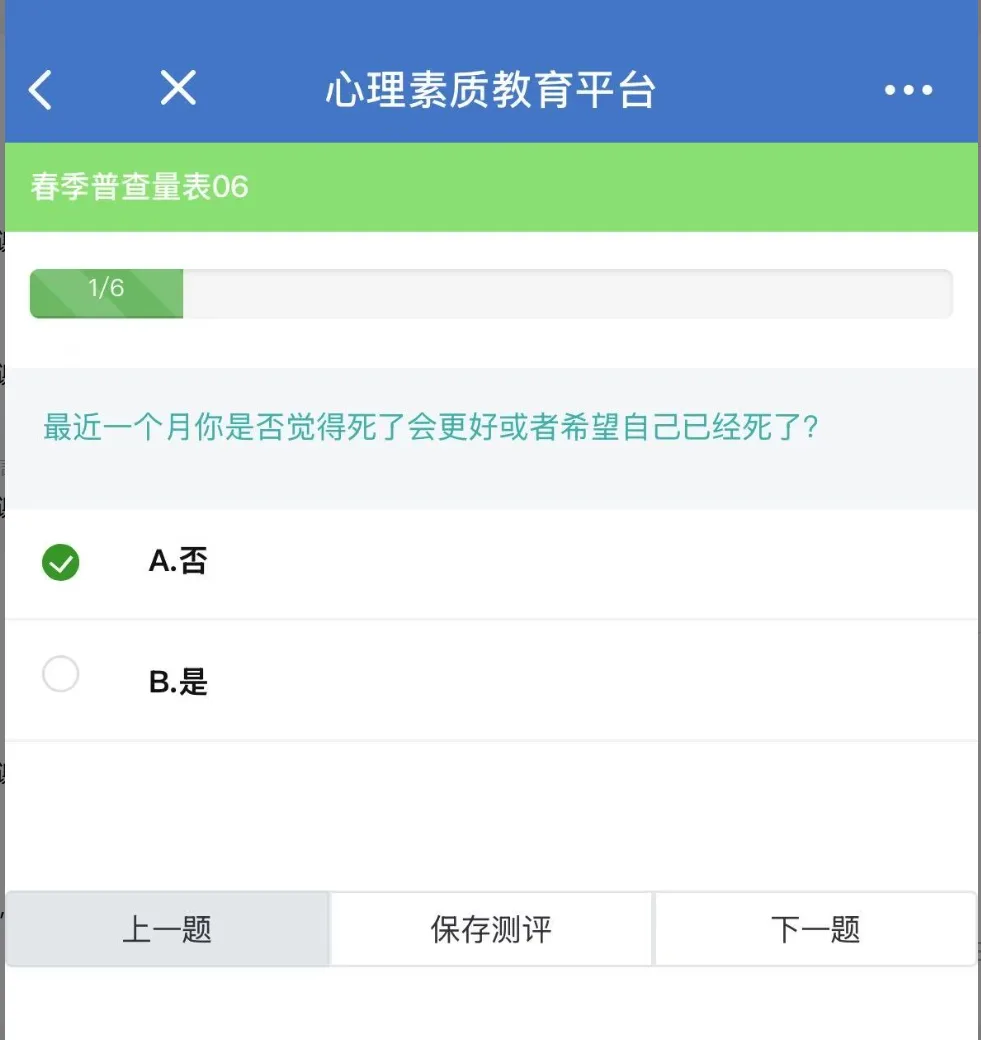 心理素质教育平台
春季普查量表06
1/6
最近一个月你是否觉得死了会更好或者希望自己已经死了?
A.否
B.是
上一题 保存测评 下一题